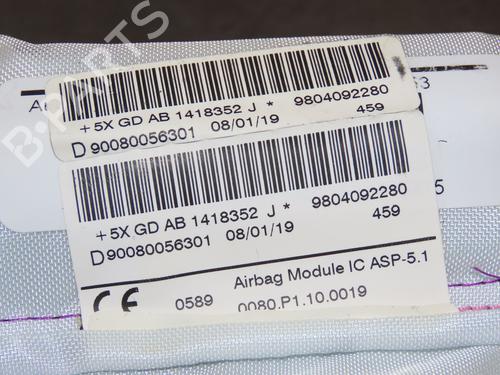 B-PARTS
+ 5X GD AB 1418352 J * 9804092280
D 90080056301 08/01/19 459
+ 5X GD AB 1418352 J * 9804092280
D 90080056301 08/01/19 459
Airbag Module IC ASP-5.1
CE 0589 0080.P1.10.0019